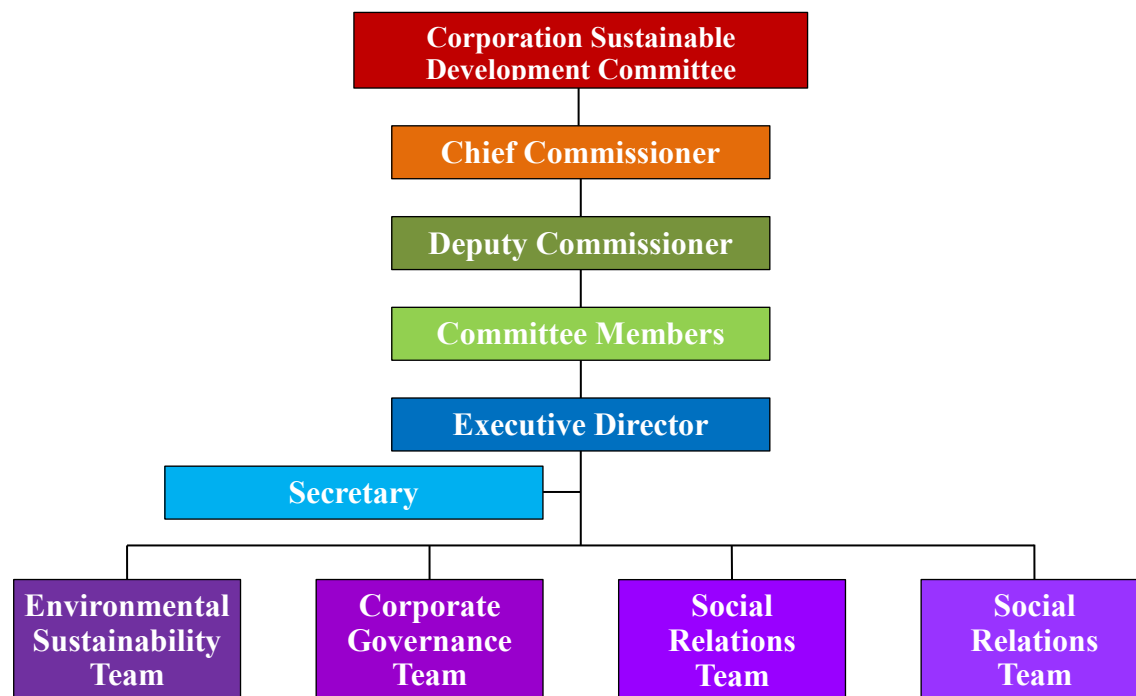 Corporation Sustainable
Development Committee
Chief Commissioner
Deputy Commissioner
Committee Members
Executive Director
Secretary
Environmental
Sustainability
Team
Corporate
Governance
Team
Social
Relations
Team
Social
Relations
Team